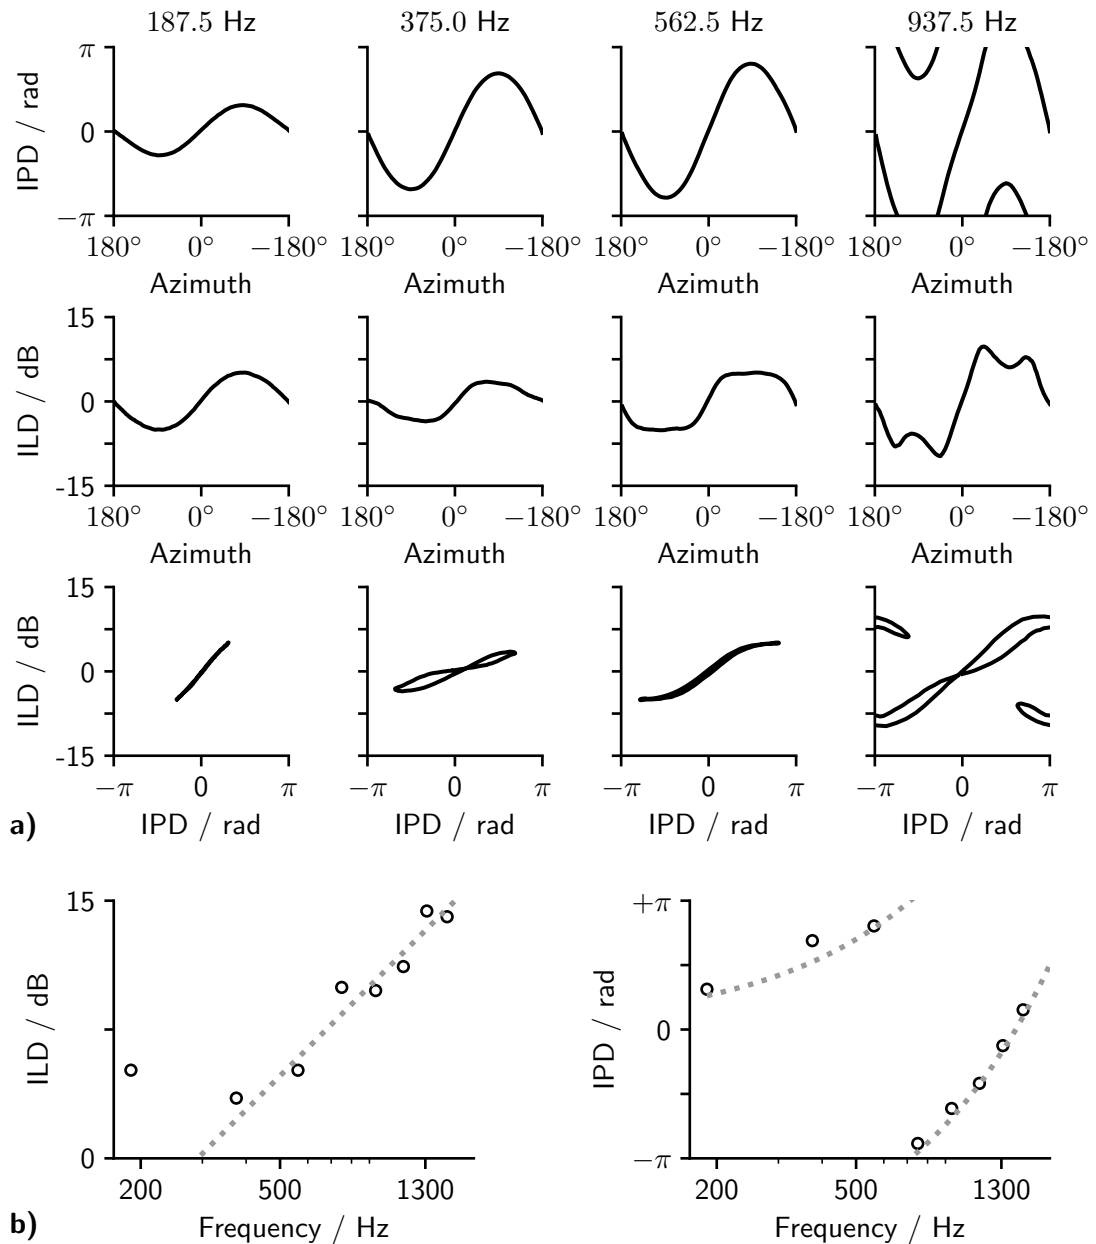 187.5 Hz 375.0 Hz 562.5 Hz 937.5 Hz
π
0
−π
IPD / rad
180° 0° −180° 180° 0° −180° 180° 0° −180° 180° 0° −180°
Azimuth Azimuth Azimuth Azimuth
15
0
-15
ILD / dB
180° 0° −180° 180° 0° −180° 180° 0° −180° 180° 0° −180°
Azimuth Azimuth Azimuth Azimuth
15
0
-15
ILD / dB
−π 0 π −π 0 π −π 0 π −π 0 π
a) IPD / rad IPD / rad IPD / rad IPD / rad
15
0
ILD / dB
200 500 1300
Frequency / Hz
+π
0
−π
IPD / rad
200 500 1300
Frequency / Hz
b)